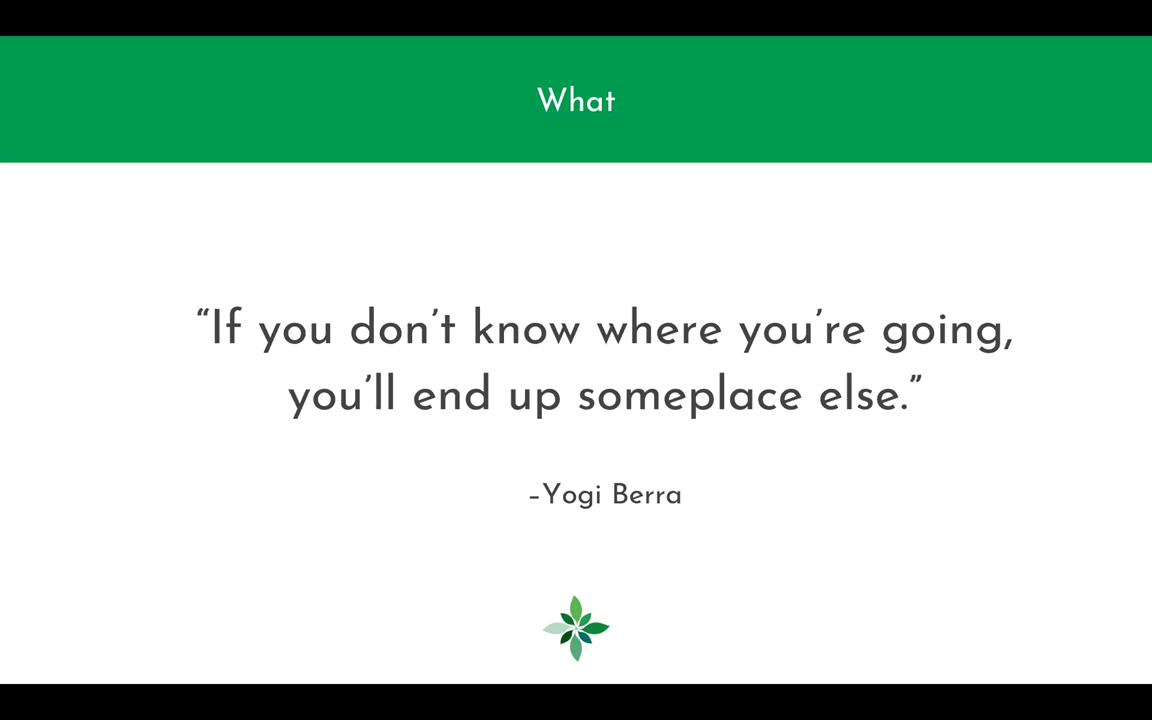 What
“If you don’t know where you’re going,
you’ll end up someplace else.”
–Yogi Berra